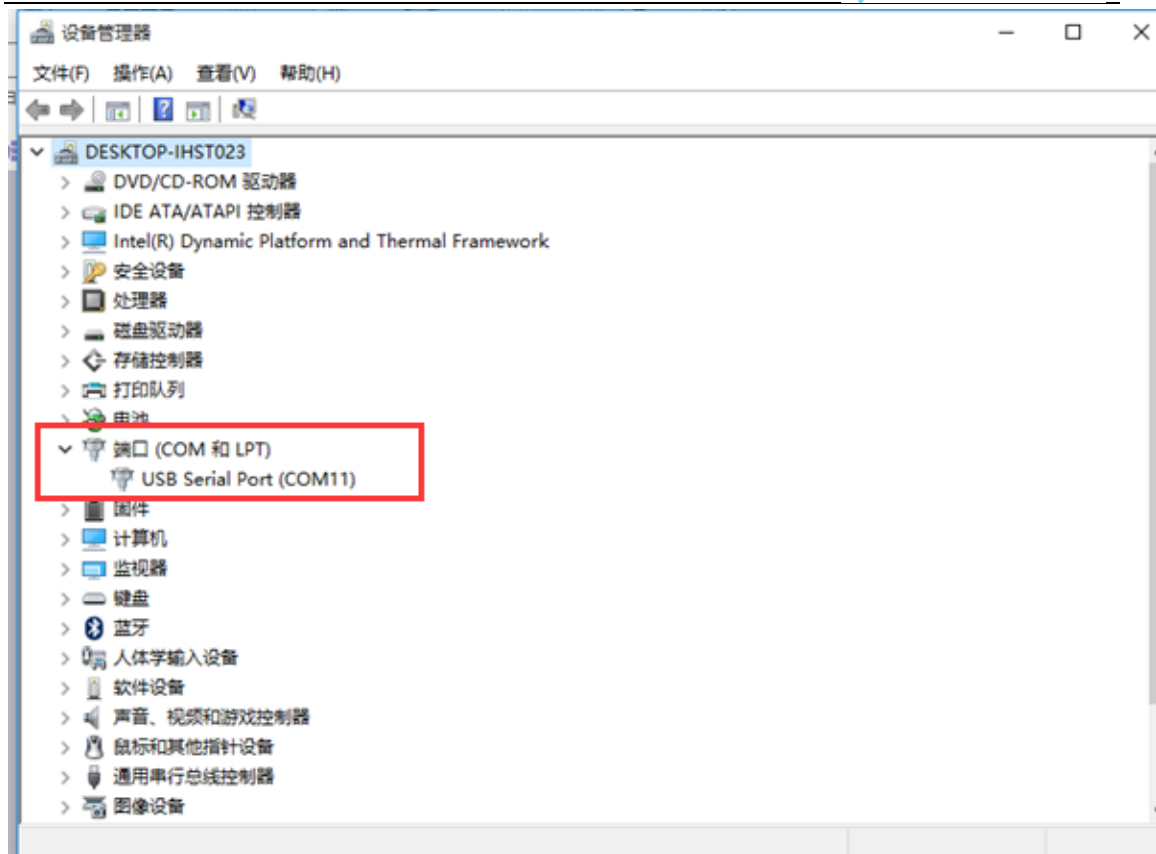 设备管理器
文件(F) 操作(A) 查看(V) 帮助(H)
DESKTOP-IHST023
DVD/CD-ROM 驱动器
IDE ATA/ATAPI 控制器
Intel(R) Dynamic Platform and Thermal Framework
安全设备
处理器
磁盘驱动器
存储控制器
打印队列
电池
端口 (COM 和 LPT)
USB Serial Port (COM11)
固件
计算机
监视器
键盘
蓝牙
人体学输入设备
软件设备
声音、视频和游戏控制器
鼠标和其他指针设备
通用串行总线控制器
图像设备